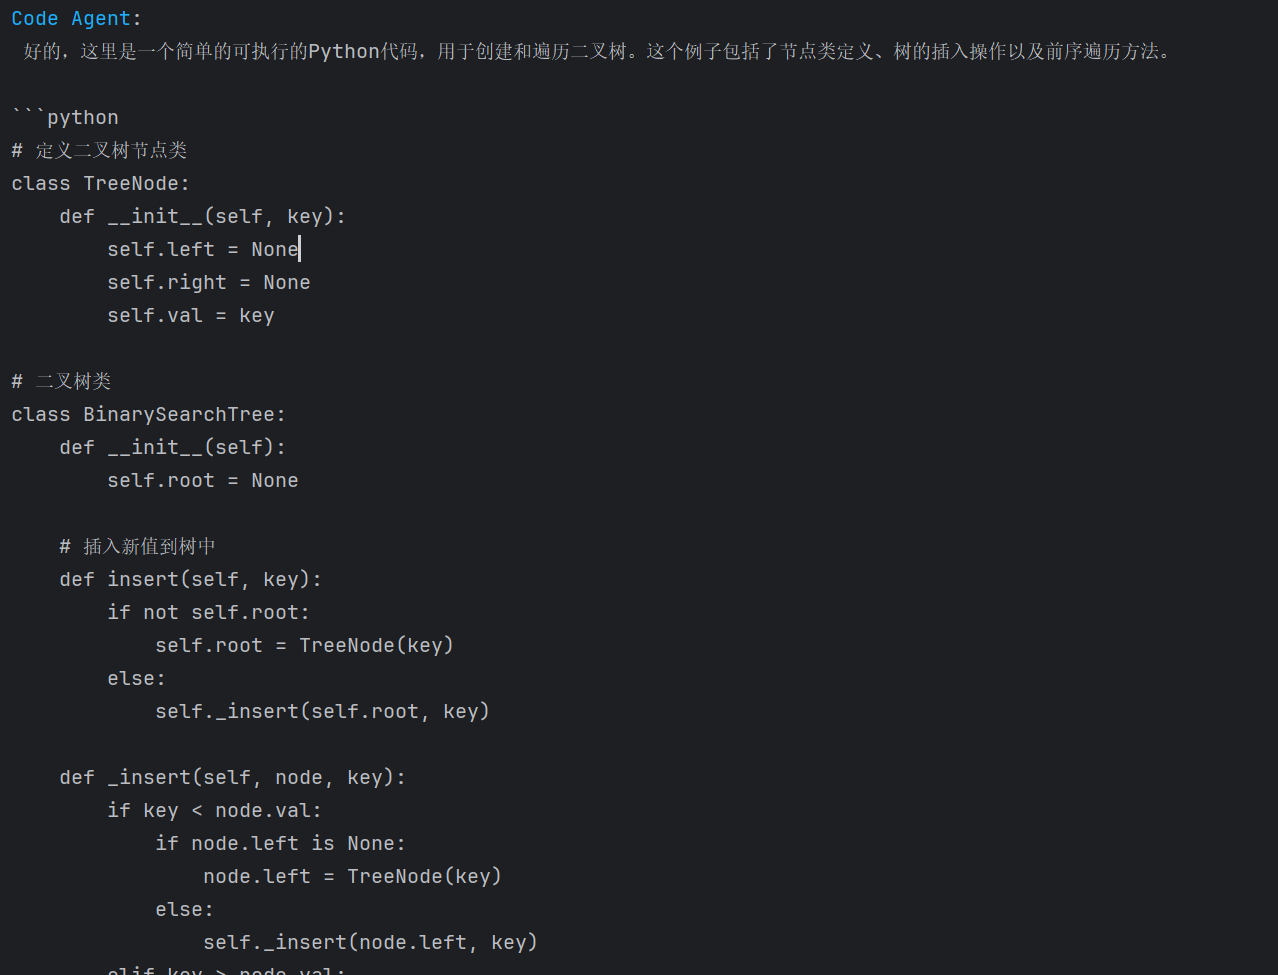 Code Agent:
好的，这里是一个简单的可执行的Python代码，用于创建和遍历二叉树。这个例子包括了节点类定义、树的插入操作以及前序遍历方法。
```python
# 定义二叉树节点类
class TreeNode:
    def __init__(self, key):
        self.left = None
        self.right = None
        self.val = key
# 二叉树类
class BinarySearchTree:
    def __init__(self):
        self.root = None
    # 插入新值到树中
    def insert(self, key):
        if not self.root:
            self.root = TreeNode(key)
        else:
            self._insert(self.root, key)
    def _insert(self, node, key):
        if key < node.val:
            if node.left is None:
                node.left = TreeNode(key)
            else:
                self._insert(node.left, key)
        elif key > node.val: